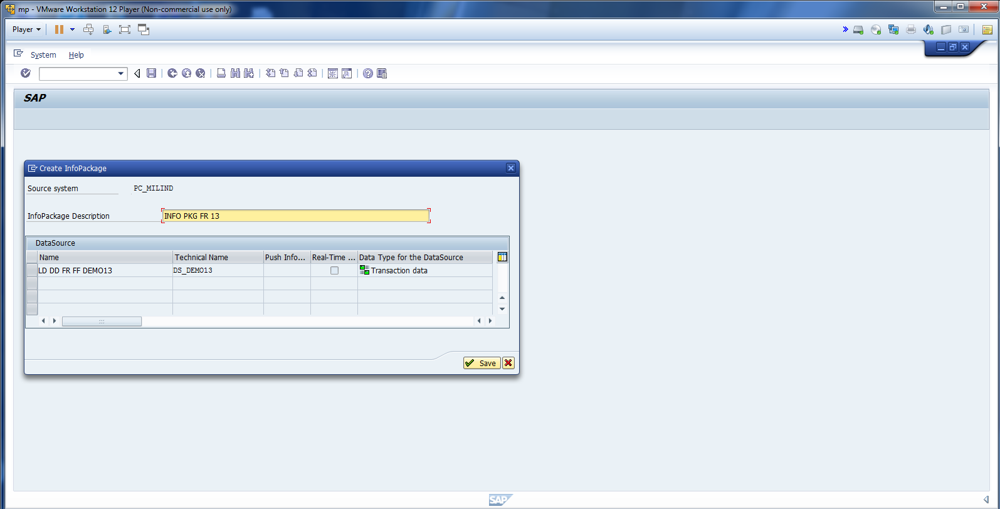 mp - VMware Workstation 12 Player (Non-commercial use only)
Player
System Help
SAP
Create InfoPackage
Source system PC_MILIND
InfoPackage Description INFO PKG FR 13
DataSource
Name Technical Name Push Info... Real-Time ... Data Type for the DataSource
LD DD FR FF DEMO13 DS_DEMO13 Transaction data
Save
SAP